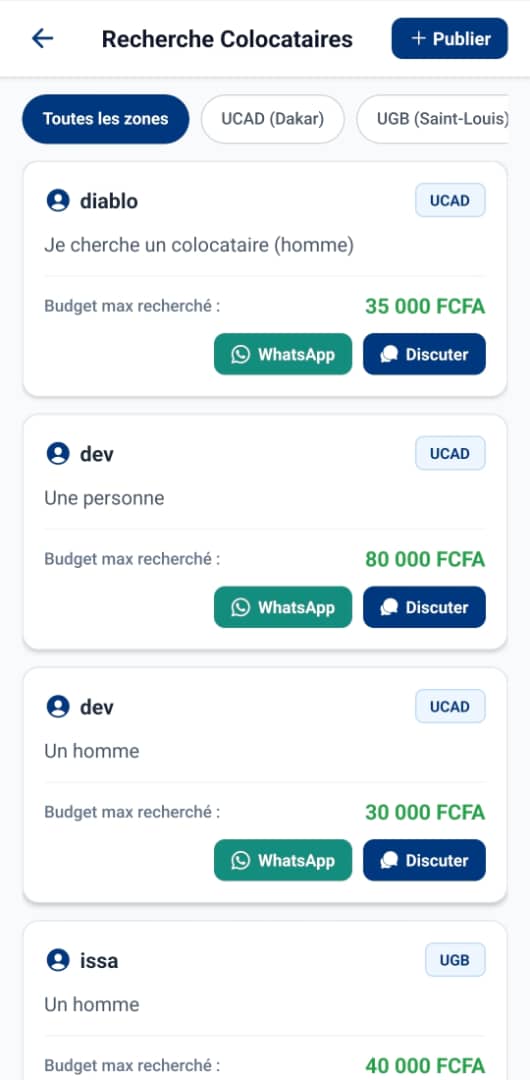 Recherche Colocataires
+ Publier
Toutes les zones
UCAD (Dakar)
UGB (Saint-Louis)
diablo
UCAD
Je cherche un colocataire (homme)
Budget max recherché :
35 000 FCFA
WhatsApp
Discuter
dev
UCAD
Une personne
Budget max recherché :
80 000 FCFA
WhatsApp
Discuter
dev
UCAD
Un homme
Budget max recherché :
30 000 FCFA
WhatsApp
Discuter
issa
UGB
Un homme
Budget max recherché :
40 000 FCFA